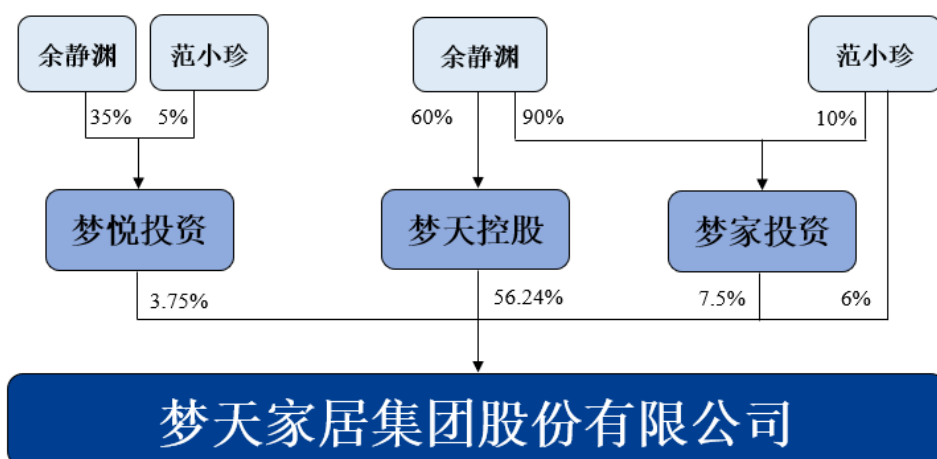 余静渊
范小珍
余静渊
范小珍
35%
5%
60%
90%
10%
梦悦投资
梦天控股
梦家投资
3.75%
56.24%
7.5%
6%
梦天家居集团股份有限公司